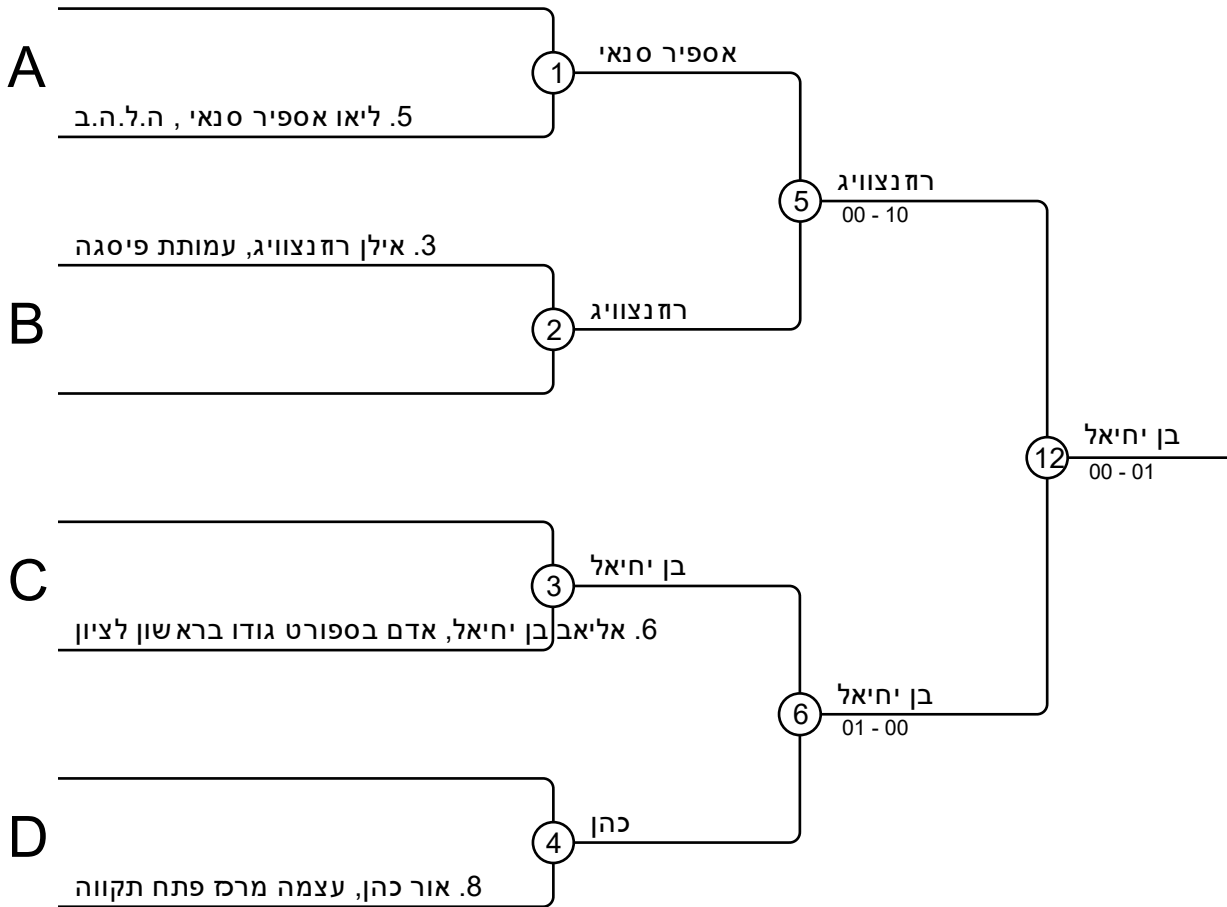 A
1
אספיר סנאי
5. ליאו אספיר סנאי , ה.ל.ה.ב
5
רוזנצוויג
00 - 10
3. אילן רוזנצוויג, עמותת פיסגה
B
2
רוזנצוויג
12
בן יחיאל
00 - 01
C
3
בן יחיאל
6. אליאב בן יחיאל, אדם בספורט גודו בראשון לציון
6
בן יחיאל
01 - 00
D
4
כהן
8. אור כהן, עצמה מרכז פתח תקווה